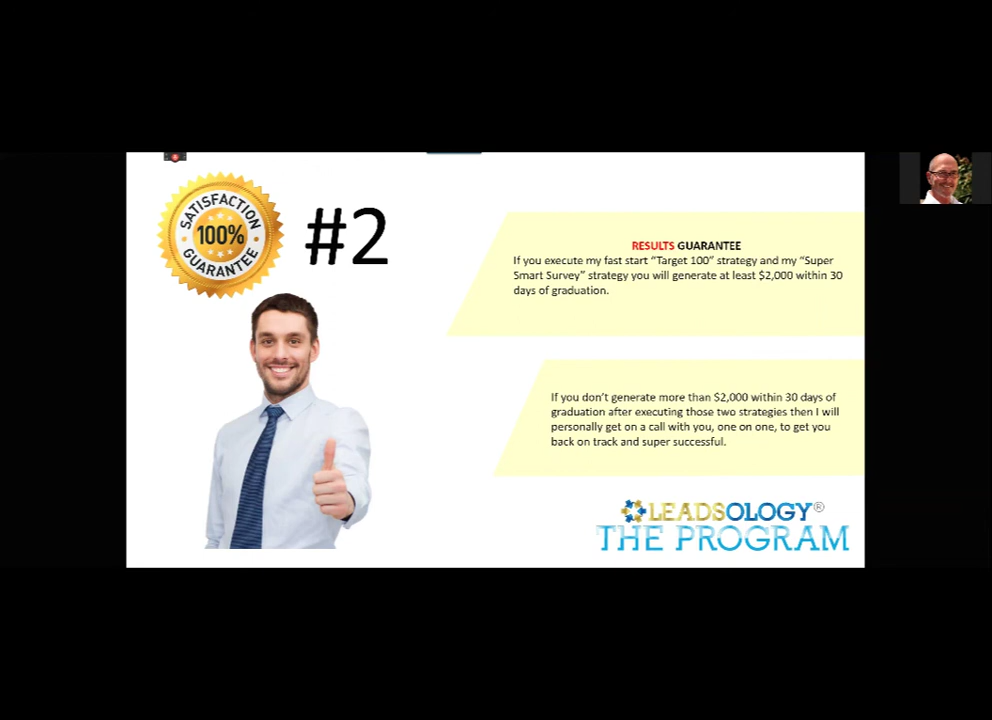 SATISFACTION
100%
GUARANTEE
#2
RESULTS GUARANTEE
If you execute my fast start “Target 100” strategy and my “Super
Smart Survey” strategy you will generate at least $2,000 within 30
days of graduation.
If you don’t generate more than $2,000 within 30 days of
graduation after executing those two strategies then I will
personally get on a call with you, one on one, to get you
back on track and super successful.
LEADSOLOGY®
THE PROGRAM